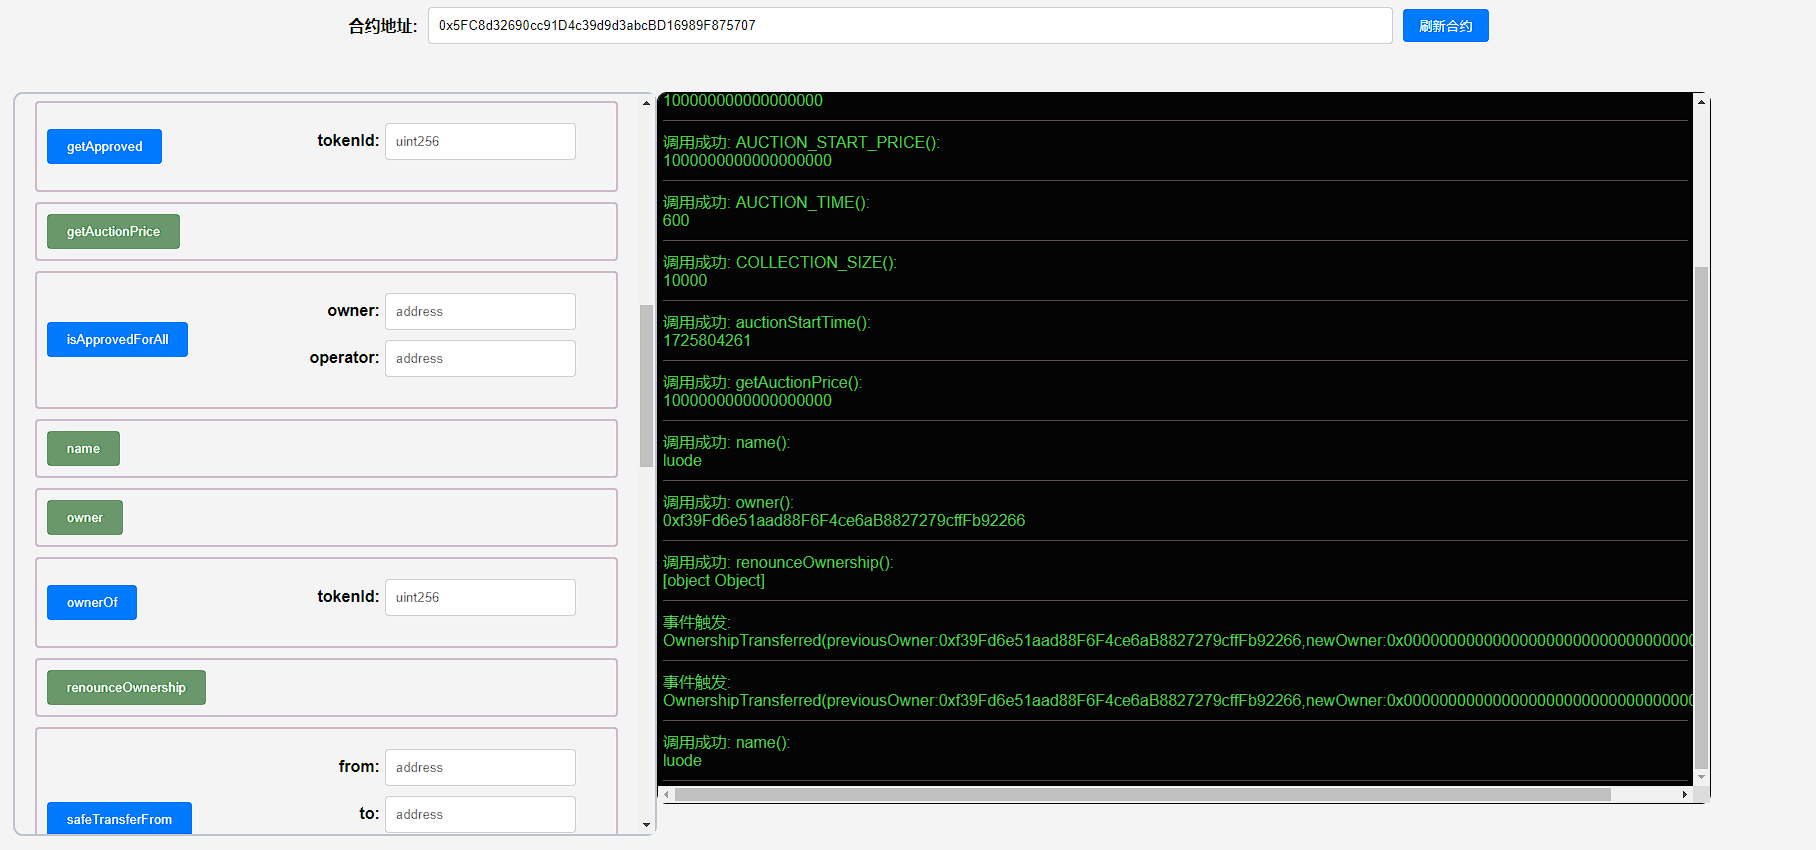 合约地址:
0x5FC8d32690cc91D4c39d9d3abcBD16989F875707
刷新合约
getApproved
tokenId:
uint256
getAuctionPrice
isApprovedForAll
owner:
address
operator:
address
name
owner
ownerOf
tokenId:
uint256
renounceOwnership
safeTransferFrom
from:
address
to:
address
100000000000000000
调用成功: AUCTION_START_PRICE():
1000000000000000000
调用成功: AUCTION_TIME():
600
调用成功: COLLECTION_SIZE():
10000
调用成功: auctionStartTime():
1725804261
调用成功: getAuctionPrice():
1000000000000000000
调用成功: name():
luode
调用成功: owner():
0xf39Fd6e51aad88F6F4ce6aB8827279cffFb92266
调用成功: renounceOwnership():
[object Object]
事件触发:
OwnershipTransferred(previousOwner:0xf39Fd6e51aad88F6F4ce6aB8827279cffFb92266,newOwner:0x00000000000000000000000000000000
事件触发:
OwnershipTransferred(previousOwner:0xf39Fd6e51aad88F6F4ce6aB8827279cffFb92266,newOwner:0x00000000000000000000000000000000
调用成功: name():
luode